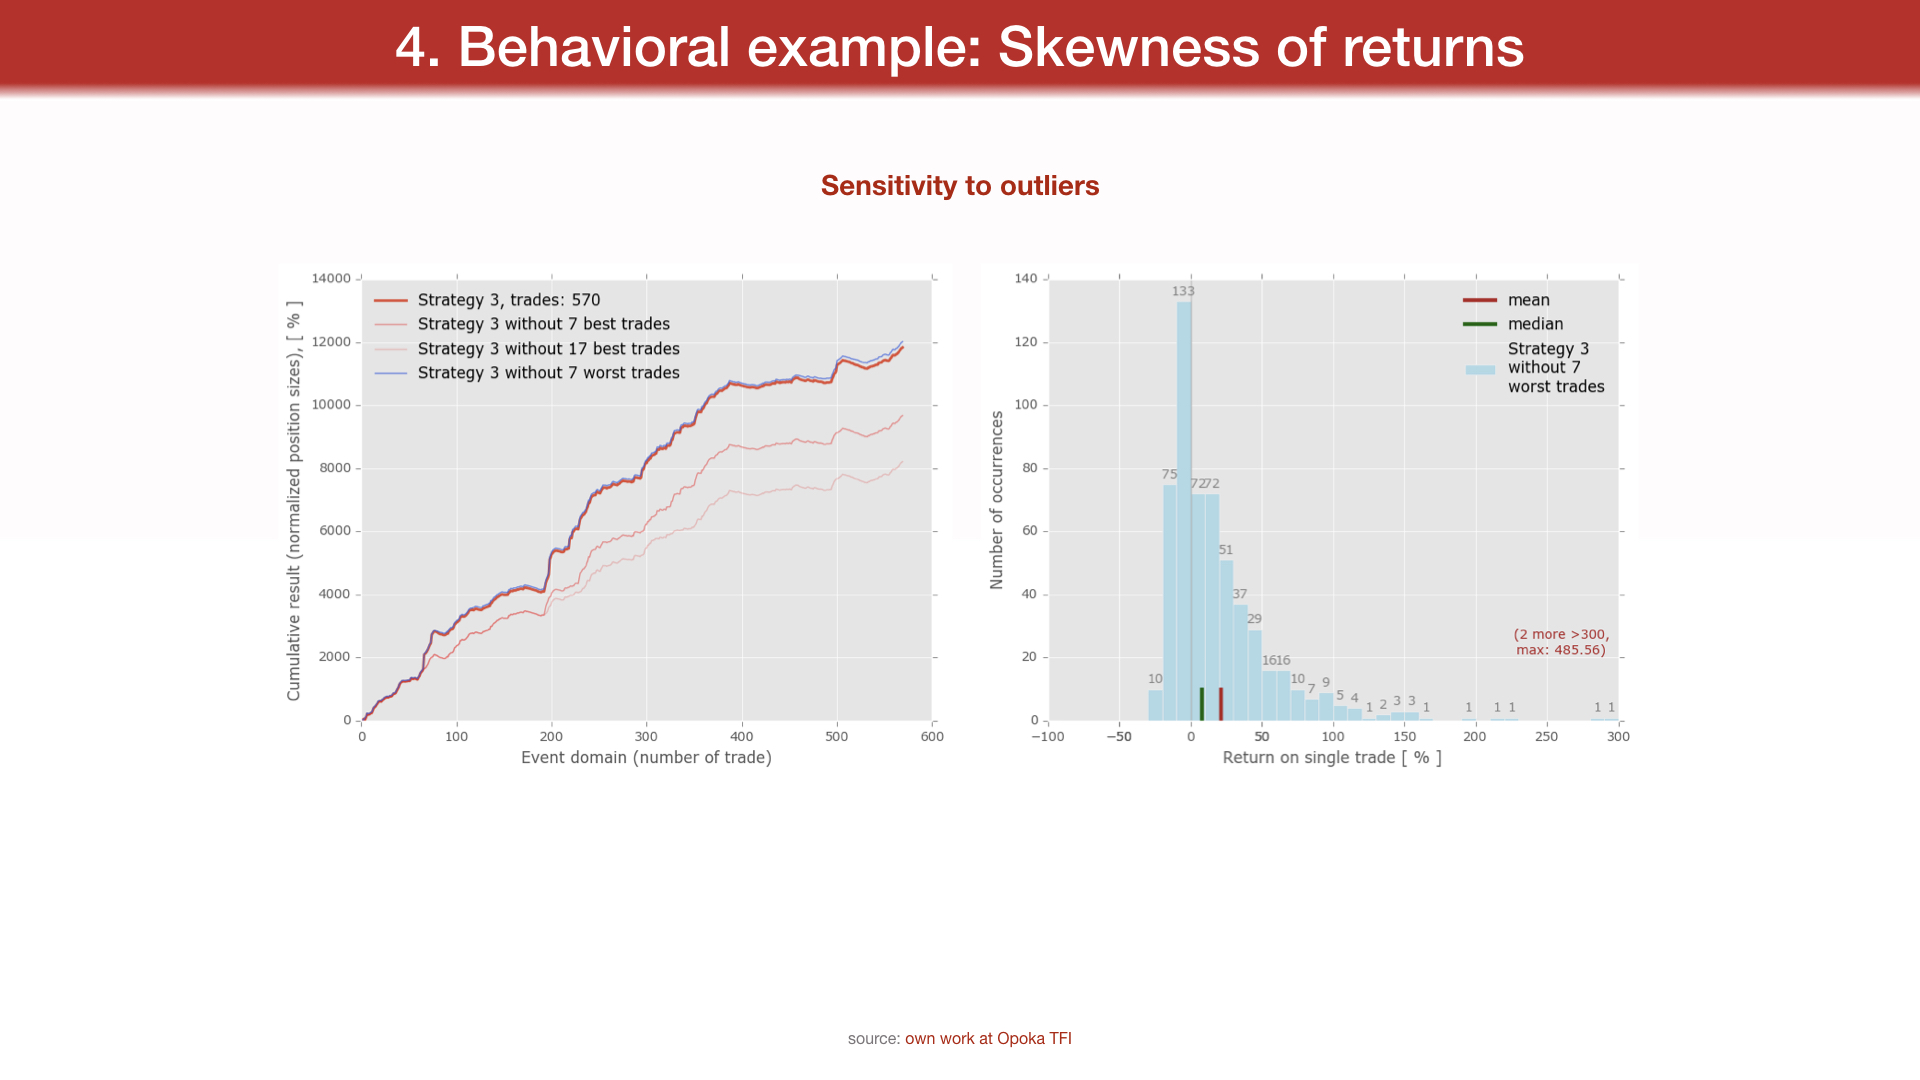 4. Behavioral example: Skewness of returns
Sensitivity to outliers
Cumulative result (normalized position sizes), [ % ]
14000
12000
10000
8000
6000
4000
2000
0
Strategy 3, trades: 570
Strategy 3 without 7 best trades
Strategy 3 without 17 best trades
Strategy 3 without 7 worst trades
0 100 200 300 400 500 600
Event domain (number of trade)
Number of occurrences
140
120
100
80
60
40
20
0
mean
median
Strategy 3
without 7
worst trades
10 75 133 72 72 51 37 29 16 16 10 7 9 5 4 1 2 3 3 1 1 1 1 1 1
(2 more >300,
max: 485.56)
−100 −50 0 50 100 150 200 250 300
Return on single trade [ % ]
source: own work at Opoka TFI